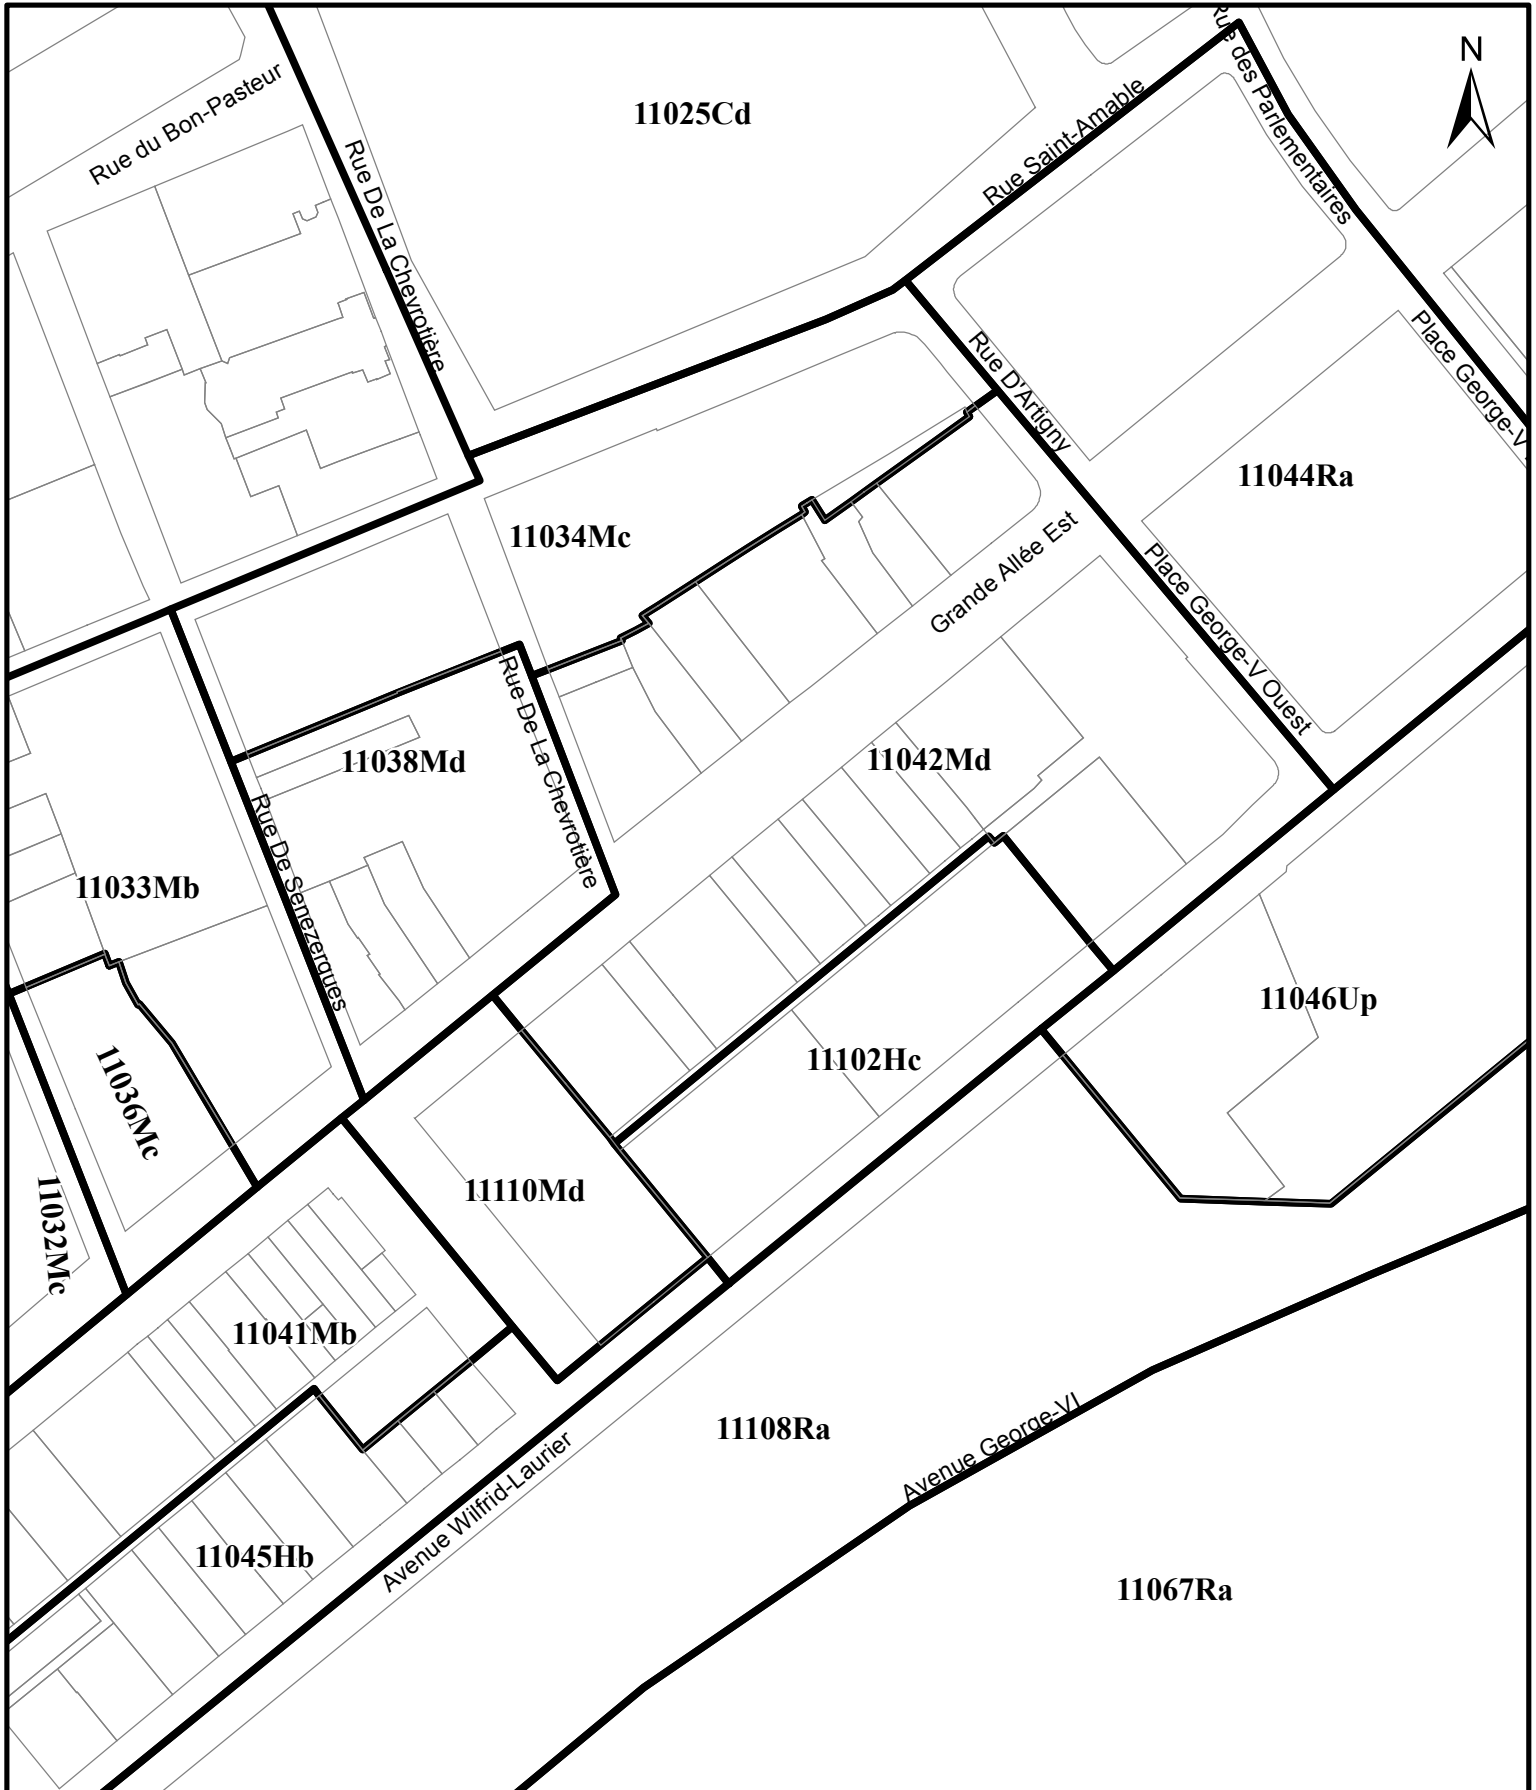 Rue des Parlementaires
N
Rue du Bon-Pasteur
11025Cd
Rue Saint-Amable
Rue De La Chevrotière
Place George-V
Rue D'Artigny
11044Ra
11034Mc
Grande Allée Est
Place George-V Ouest
Rue De La Chevrotière
11038Md
11042Md
Rue De Senezergues
11033Mb
11046Up
11036Mc
11102Hc
11110Md
11032Mc
11041Mb
11108Ra
Avenue George-VI
Avenue Wilfrid-Laurier
11045Hb
11067Ra